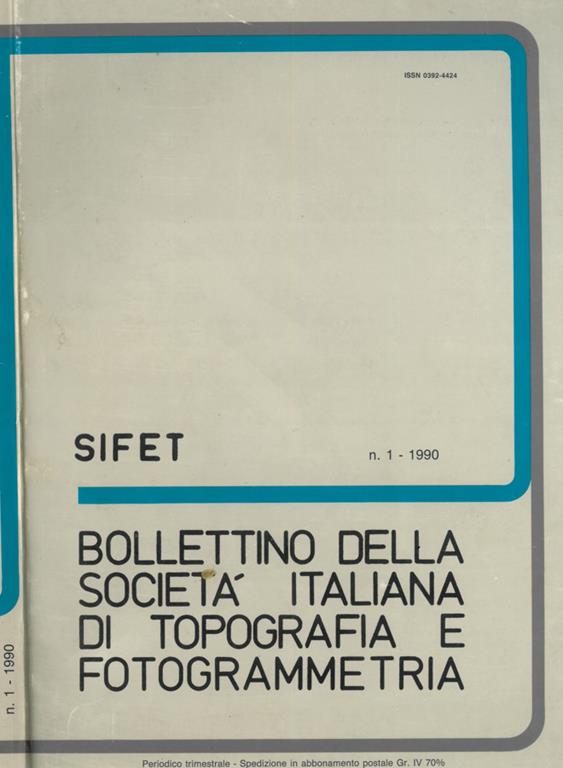 ISSN 0392-4424
SIFET
n. 1 - 1990
BOLLETTINO DELLA
SOCIETÀ ITALIANA
DI TOPOGRAFIA E
FOTOGRAMMETRIA
n. 1 - 1990
Periodico trimestrale - Spedizione in abbonamento postale Gr. IV 70%